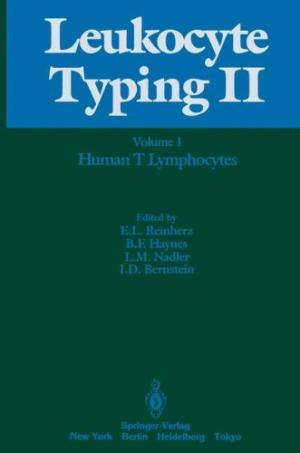 Leukocyte
Typing II
Volume 1
Human T Lymphocytes
Edited by
E.L. Reinherz
B.F. Haynes
L.M. Nadler
I.D. Bernstein
Springer-Verlag
New York Berlin Heidelberg Tokyo